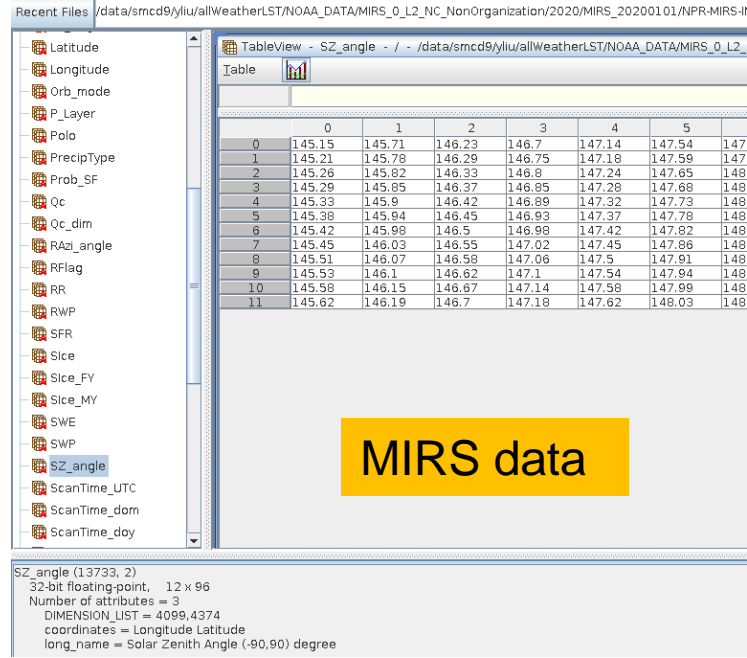 Recent Files /data/smcd9/yliu/allWeatherLST/NOAA_DATA/MIRS_0_L2_NC_NonOrganization/2020/MIRS_20200101/NPR-MIRS-I
Latitude
Longitude
Orb_mode
P_Layer
Polo
PrecipType
Prob_SF
Qc
Qc_dim
RAzi_angle
RFlag
RR
RWP
SFR
SIce
SIce_FY
SIce_MY
SWE
SWP
SZ_angle
ScanTime_UTC
ScanTime_dom
ScanTime_doy
TableView - SZ_angle - / - /data/smcd9/yliu/allWeatherLST/NOAA_DATA/MIRS_0_L2_
Table
0 1 2 3 4 5
0 145.15 145.71 146.23 146.7 147.14 147.54 147
1 145.21 145.78 146.29 146.75 147.18 147.59 147
2 145.26 145.82 146.33 146.8 147.24 147.65 148
3 145.29 145.85 146.37 146.85 147.28 147.68 148
4 145.33 145.9 146.42 146.89 147.32 147.73 148
5 145.38 145.94 146.45 146.93 147.37 147.78 148
6 145.42 145.98 146.5 146.98 147.42 147.82 148
7 145.45 146.03 146.55 147.02 147.45 147.86 148
8 145.51 146.07 146.58 147.06 147.5 147.91 148
9 145.53 146.1 146.62 147.1 147.54 147.94 148
10 145.58 146.15 146.67 147.14 147.58 147.99 148
11 145.62 146.19 146.7 147.18 147.62 148.03 148
MIRS data
SZ_angle (13733, 2)
32-bit floating-point, 12 x 96
Number of attributes = 3
DIMENSION_LIST = 4099,4374
coordinates = Longitude Latitude
long_name = Solar Zenith Angle (-90,90) degree